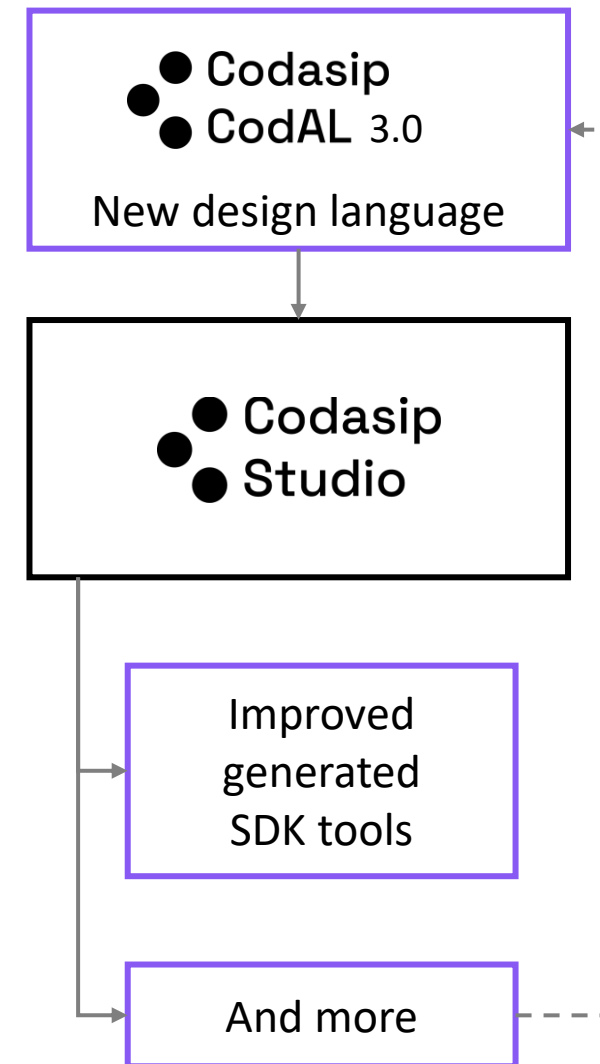 Codasip
CodAL 3.0
New design language
Codasip
Studio
Improved
generated
SDK tools
And more